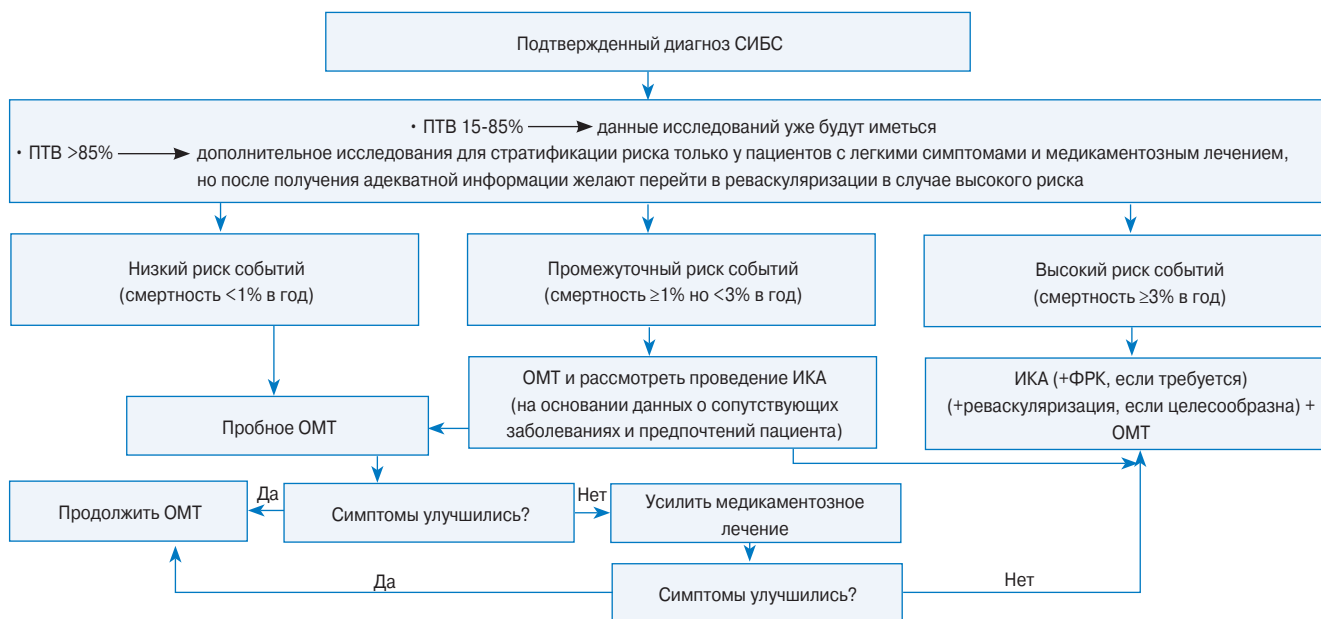 Подтвержденный диагноз СИБС
· ПТВ 15-85% → данные исследований уже будут иметься
· ПТВ >85% → дополнительное исследования для стратификации риска только у пациентов с легкими симптомами и медикаментозным лечением,
но после получения адекватной информации желают перейти в реваскуляризации в случае высокого риска
Низкий риск событий
(смертность <1% в год)
Промежуточный риск событий
(смертность ≥1% но <3% в год)
Высокий риск событий
(смертность ≥3% в год)
Пробное ОМТ
ОМТ и рассмотреть проведение ИКА
(на основании данных о сопутствующих
заболеваниях и предпочтений пациента)
ИКА (+ФРК, если требуется)
(+реваскуляризация, если целесообразна) +
ОМТ
Продолжить ОМТ
Да
Симптомы улучшились?
Нет
Усилить медикаментозное
лечение
Да
Симптомы улучшились?
Нет